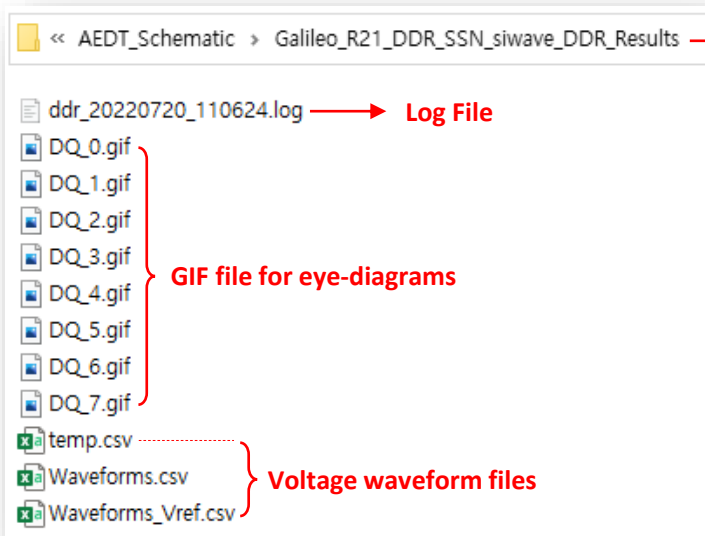 « AEDT_Schematic > Galileo_R21_DDR_SSN_siwave_DDR_Results
ddr_20220720_110624.log
Log File
DQ_0.gif
DQ_1.gif
DQ_2.gif
DQ_3.gif
DQ_4.gif
DQ_5.gif
DQ_6.gif
DQ_7.gif
GIF file for eye-diagrams
temp.csv
Waveforms.csv
Waveforms_Vref.csv
Voltage waveform files